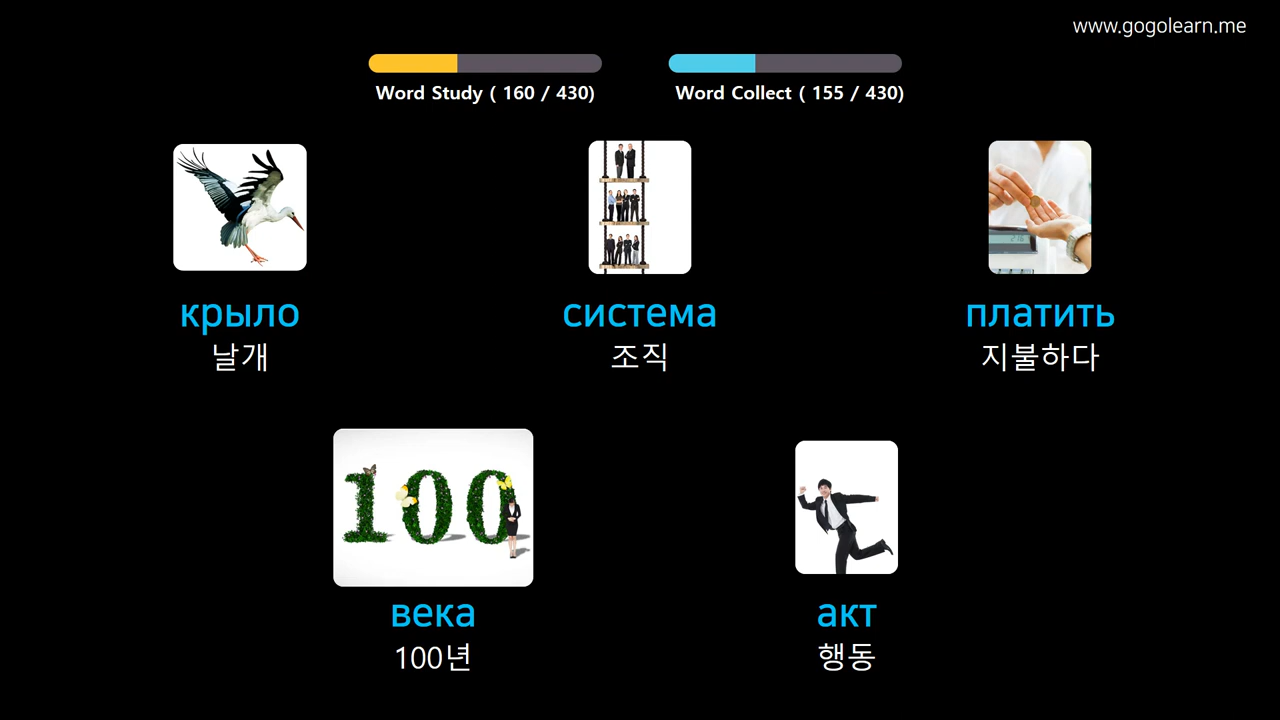 www.gogolearn.me
Word Study ( 160 / 430)
Word Collect ( 155 / 430)
крыло
날개
система
조직
платить
지불하다
100
века
100년
акт
행동